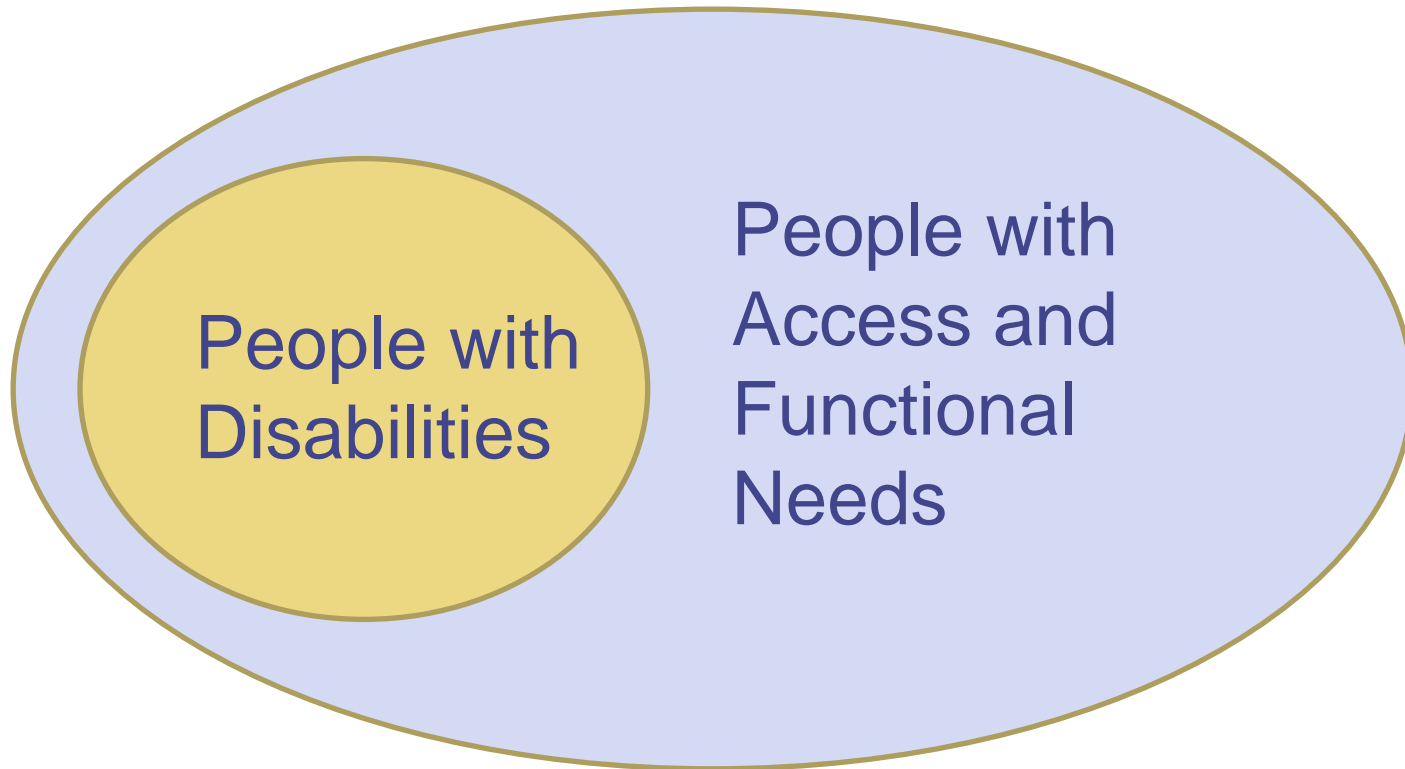 People with
Disabilities
People with
Access and
Functional
Needs